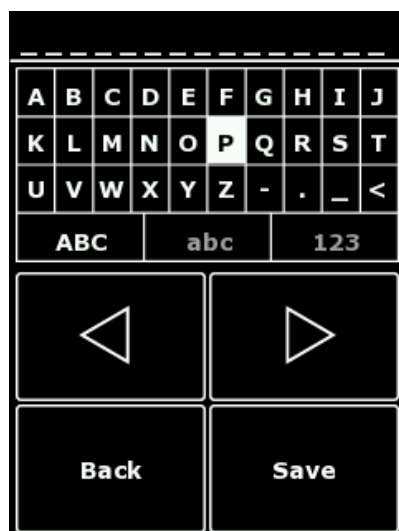 A B C D E F G H I J
K L M N O P Q R S T
U V W X Y Z - . _ <
ABC abc 123
Back Save